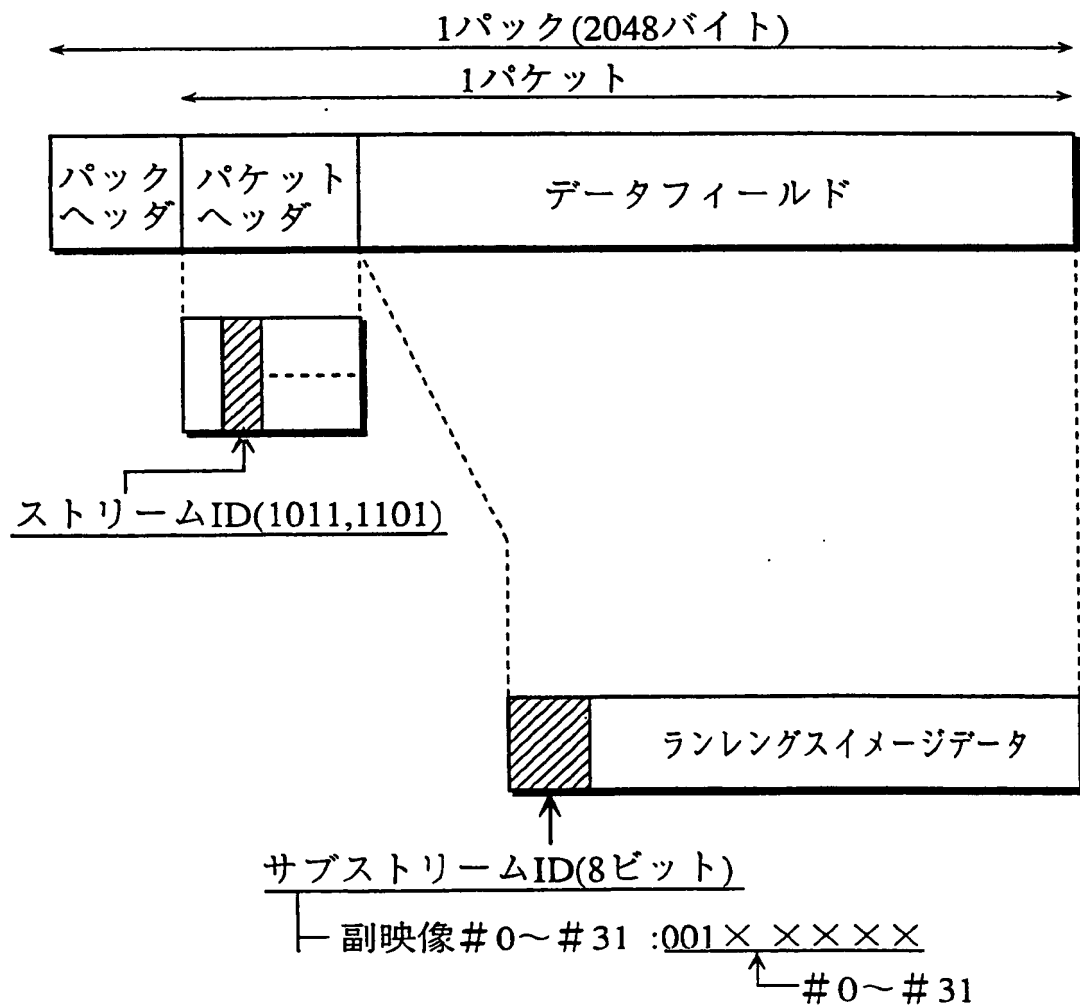 1パック(2048バイト)
1パケット
パック
ヘッダ
パケット
ヘッダ
データフィールド
ストリームID(1011,1101)
ランレングスイメージデータ
サブストリームID(8ビット)
副映像#0～#31 :001× ××××
#0～#31